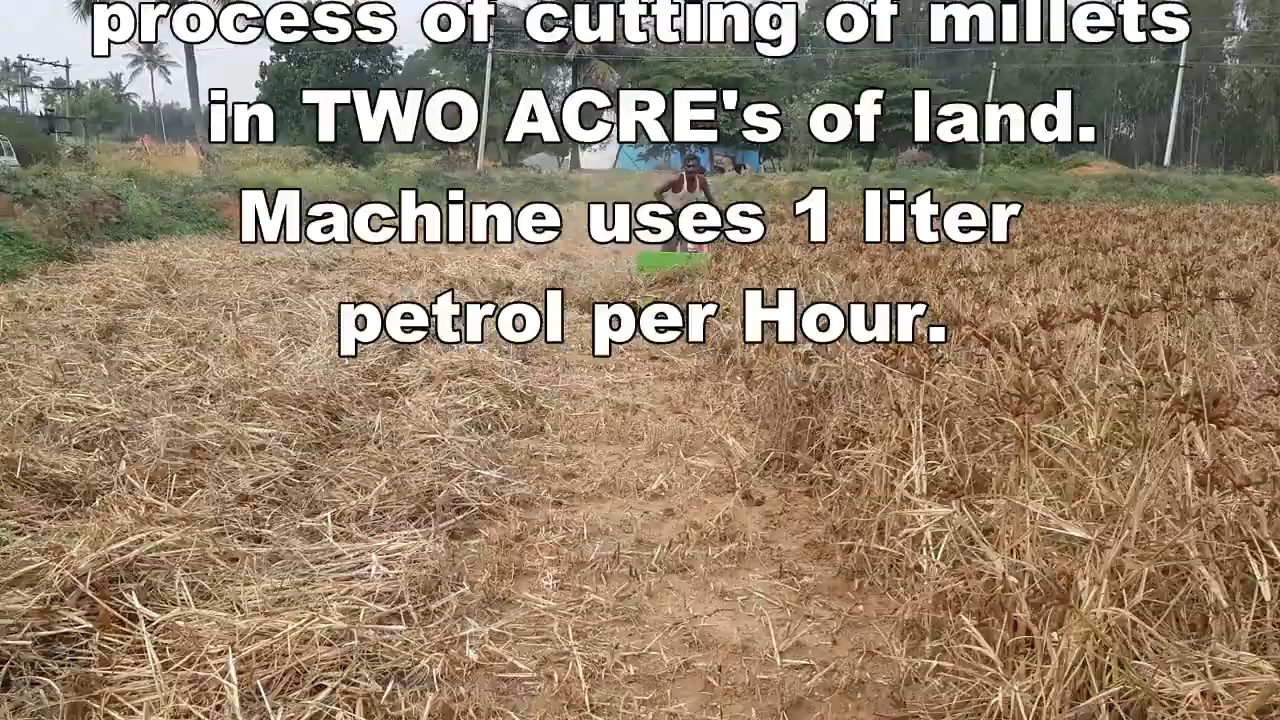 process of cutting of millets
in TWO ACRE's of land.
Machine uses 1 liter
petrol per Hour.